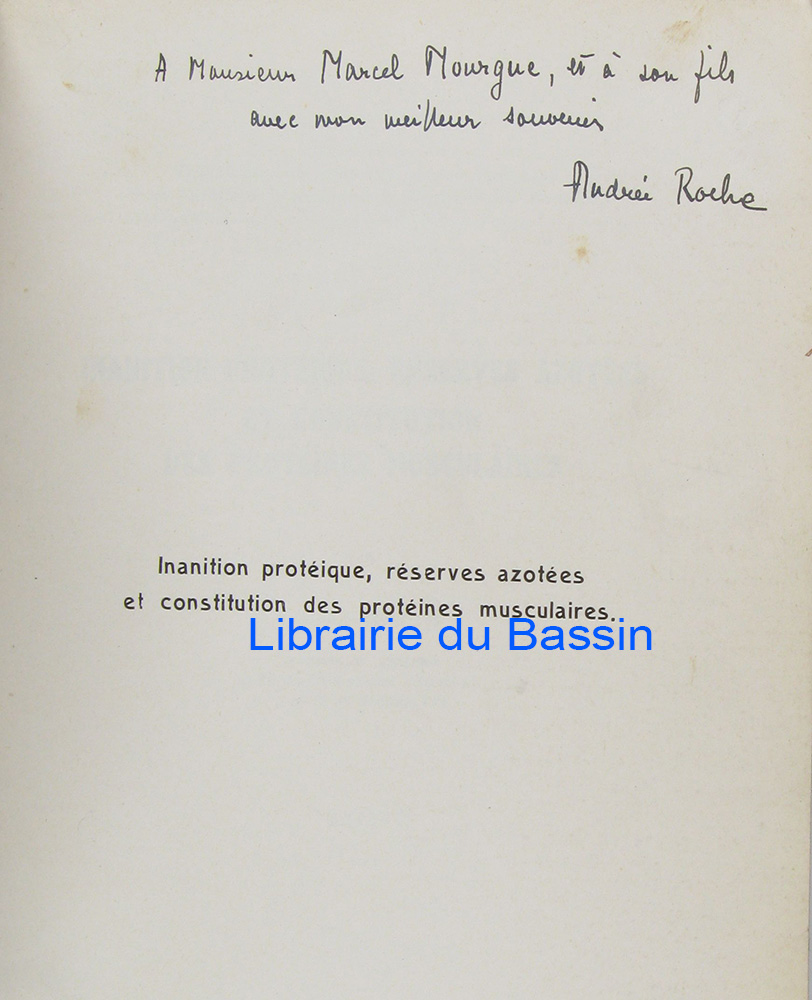 A Monsieur Marcel Mourgue, et à son fils
avec mon meilleur souvenir
Andrée Roche
Inanition protéique, réserves azotées
et constitution des protéines musculaires.
Librairie du Bassin